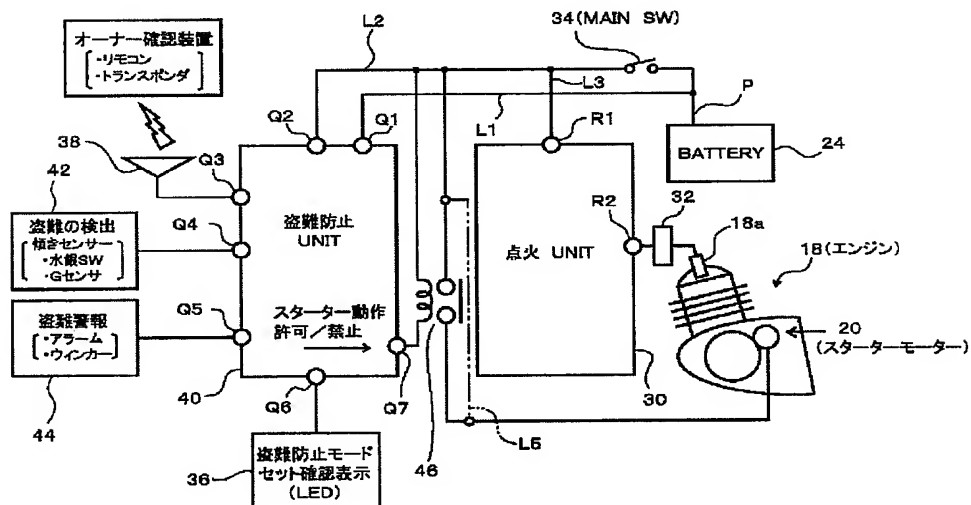 オーナー確認装置
・リモコン
・トランスポンダ
L2
34(MAIN SW)
L3
L1
P
Q2
Q1
R1
BATTERY
24
38
Q3
42
盗難の検出
傾きセンサー
・水銀SW
・Gセンサ
Q4
盗難防止
UNIT
点火 UNIT
R2
32
18a
18(エンジン)
盗難警報
・アラーム
・ウィンカー
44
Q5
スターター動作
許可/禁止
20
(スターターモーター)
40
Q6
Q7
46
L5
30
36
盗難防止モード
セット確認表示
(LED)